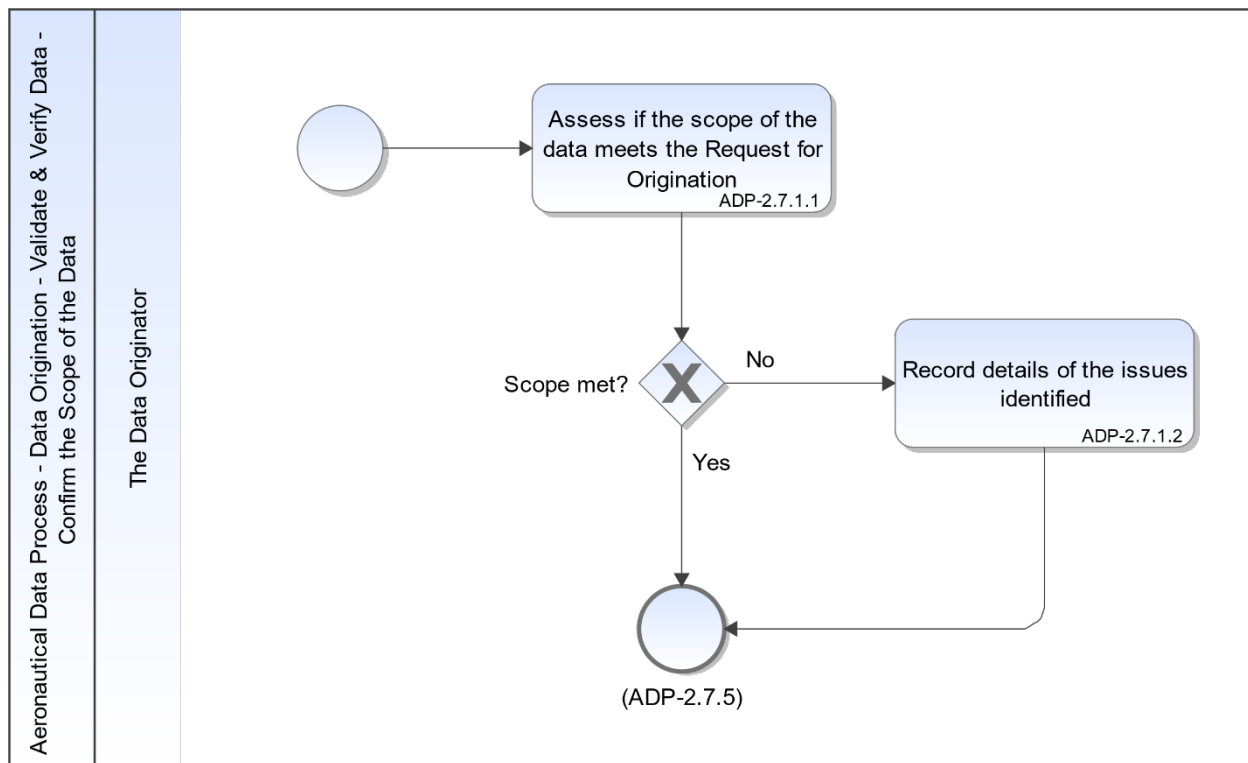 Aeronautical Data Process - Data Origination - Validate & Verify Data -
Confirm the Scope of the Data
The Data Originator
Assess if the scope of the
data meets the Request for
Origination
ADP-2.7.1.1
Scope met?
No
Record details of the issues
identified
ADP-2.7.1.2
Yes
(ADP-2.7.5)